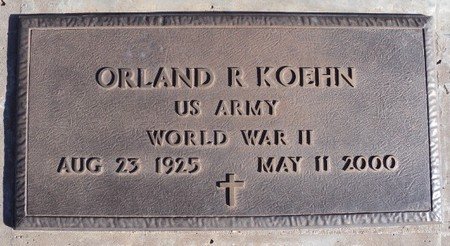 ORLAND R KOEHN
US ARMY
WORLD WAR II
AUG 23 1925 MAY 11 2000